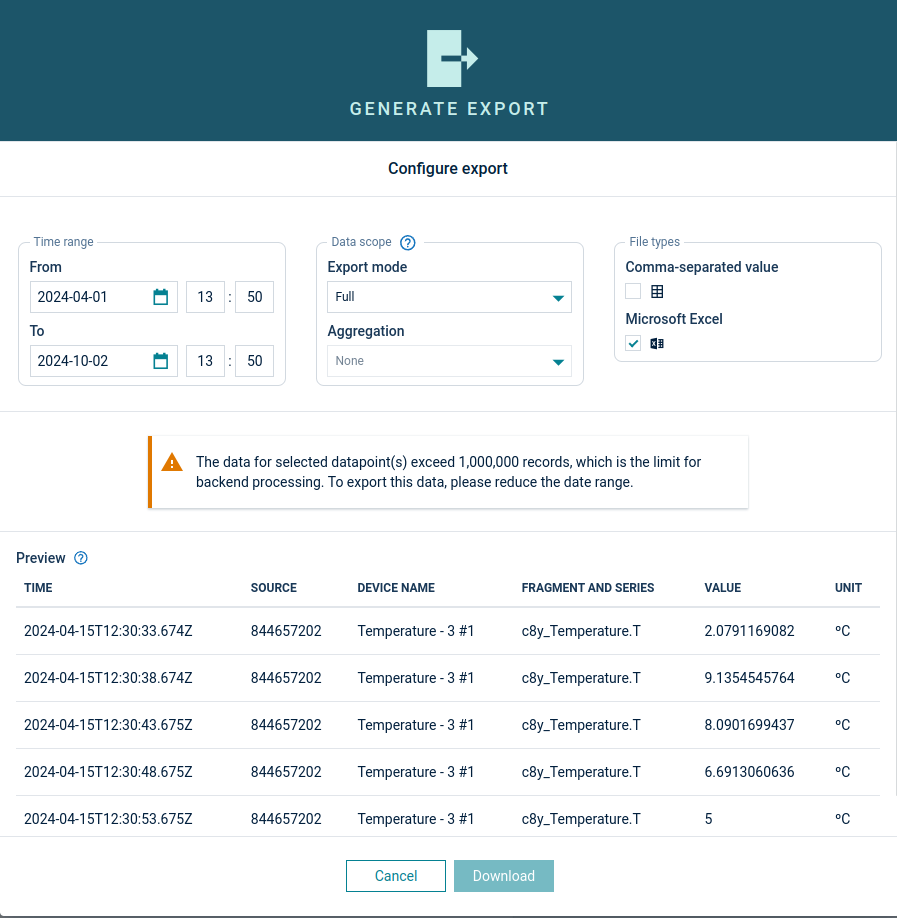 GENERATE EXPORT
Configure export
Time range
From
2024-04-01 13 : 50
To
2024-10-02 13 : 50
Data scope ?
Export mode
Full
Aggregation
None
File types
Comma-separated value
Microsoft Excel
The data for selected datapoint(s) exceed 1,000,000 records, which is the limit for
backend processing. To export this data, please reduce the date range.
Preview ?
TIME SOURCE DEVICE NAME FRAGMENT AND SERIES VALUE UNIT
2024-04-15T12:30:33.674Z 844657202 Temperature - 3 #1 c8y_Temperature.T 2.0791169082 ºC
2024-04-15T12:30:38.674Z 844657202 Temperature - 3 #1 c8y_Temperature.T 9.1354545764 ºC
2024-04-15T12:30:43.675Z 844657202 Temperature - 3 #1 c8y_Temperature.T 8.0901699437 ºC
2024-04-15T12:30:48.675Z 844657202 Temperature - 3 #1 c8y_Temperature.T 6.6913060636 ºC
2024-04-15T12:30:53.675Z 844657202 Temperature - 3 #1 c8y_Temperature.T 5 ºC
Cancel Download